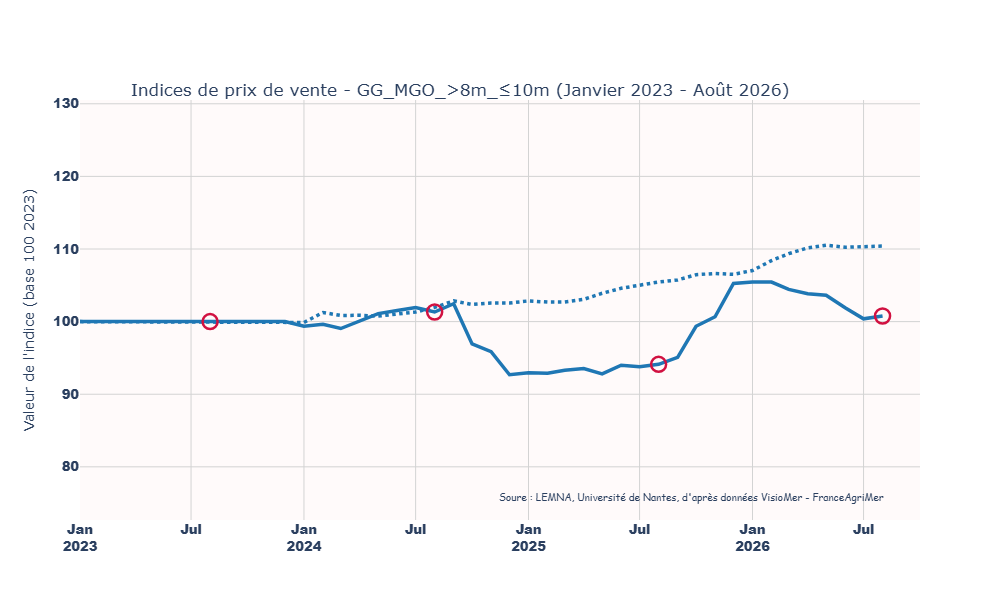 Indices de prix de vente - GG_MGO_>8m_≤10m (Janvier 2023 - Août 2026)
Valeur de l'indice (base 100 2023)
130
120
110
100
90
80
Soure : LEMNA, Université de Nantes, d'après données VisioMer - FranceAgriMer
Jan Jul Jan Jul Jan Jul Jan Jul
2023 2024 2025 2026